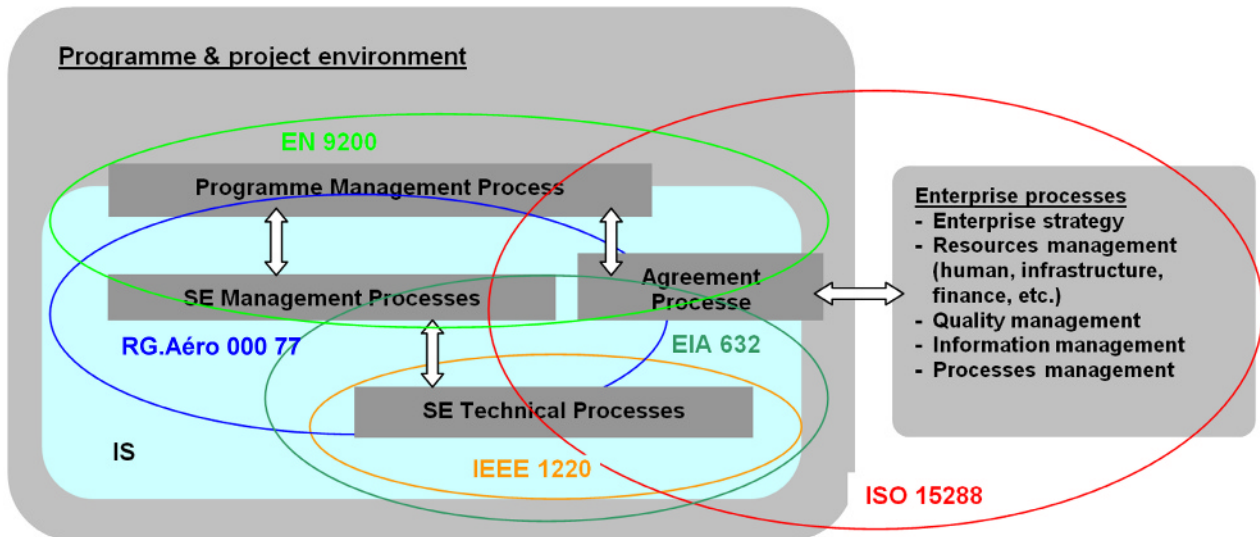 Programme & project environment
EN 9200
Programme Management Process
Enterprise processes
- Enterprise strategy
- Resources management
(human, infrastructure,
finance, etc.)
- Quality management
- Information management
- Processes management
SE Management Processes
Agreement
Processe
RG.Aéro 000 77
EIA 632
SE Technical Processes
IS
IEEE 1220
ISO 15288